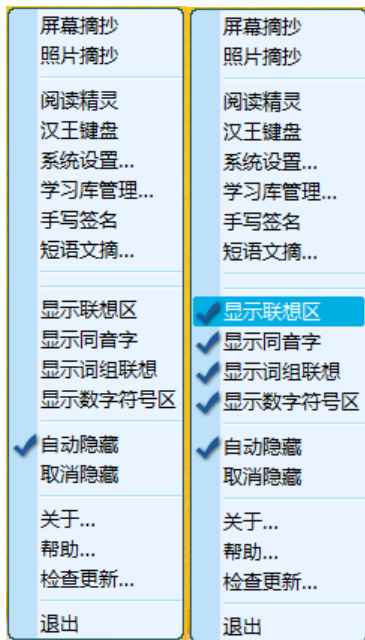 屏幕摘抄
照片摘抄
阅读精灵
汉王键盘
系统设置...
学习库管理...
手写签名
短语文摘...
显示联想区
显示同音字
显示词组联想
显示数字符号区
自动隐藏
取消隐藏
关于...
帮助...
检查更新...
退出
屏幕摘抄
照片摘抄
阅读精灵
汉王键盘
系统设置...
学习库管理...
手写签名
短语文摘...
显示联想区
显示同音字
显示词组联想
显示数字符号区
自动隐藏
取消隐藏
关于...
帮助...
检查更新...
退出